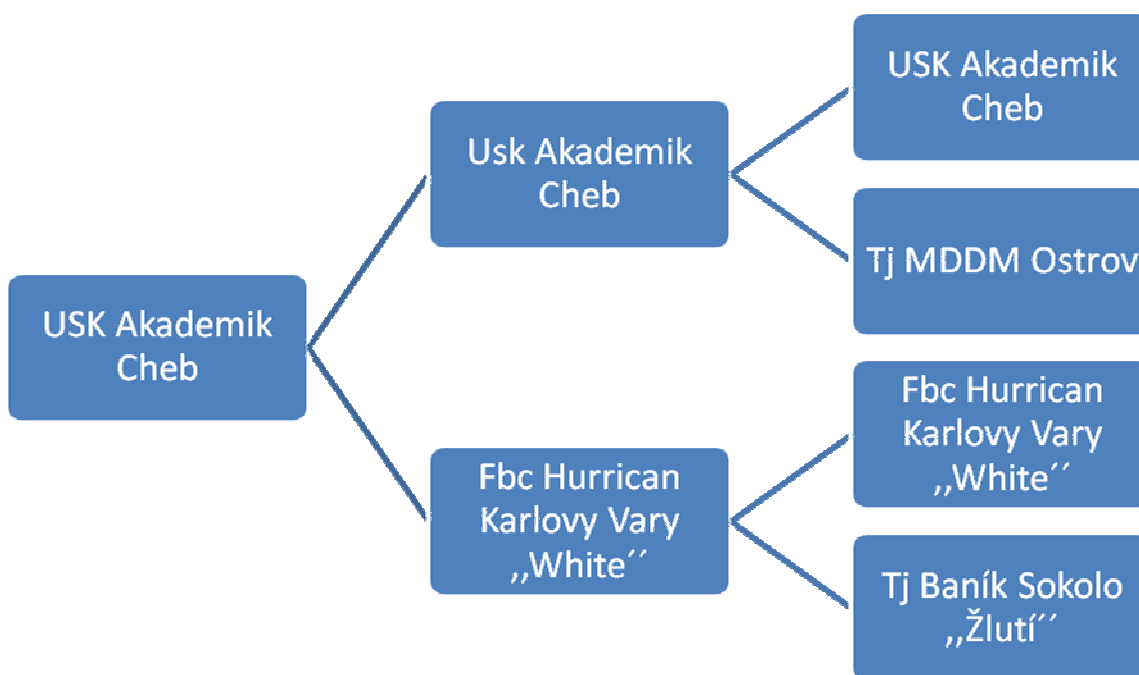 USK Akademik
Cheb
Usk Akademik
Cheb
Fbc Hurrican
Karlovy Vary
,,White´´
USK Akademik
Cheb
Tj MDDM Ostrov
Fbc Hurrican
Karlovy Vary
,,White´´
Tj Baník Sokolo
,,Žlutí´´